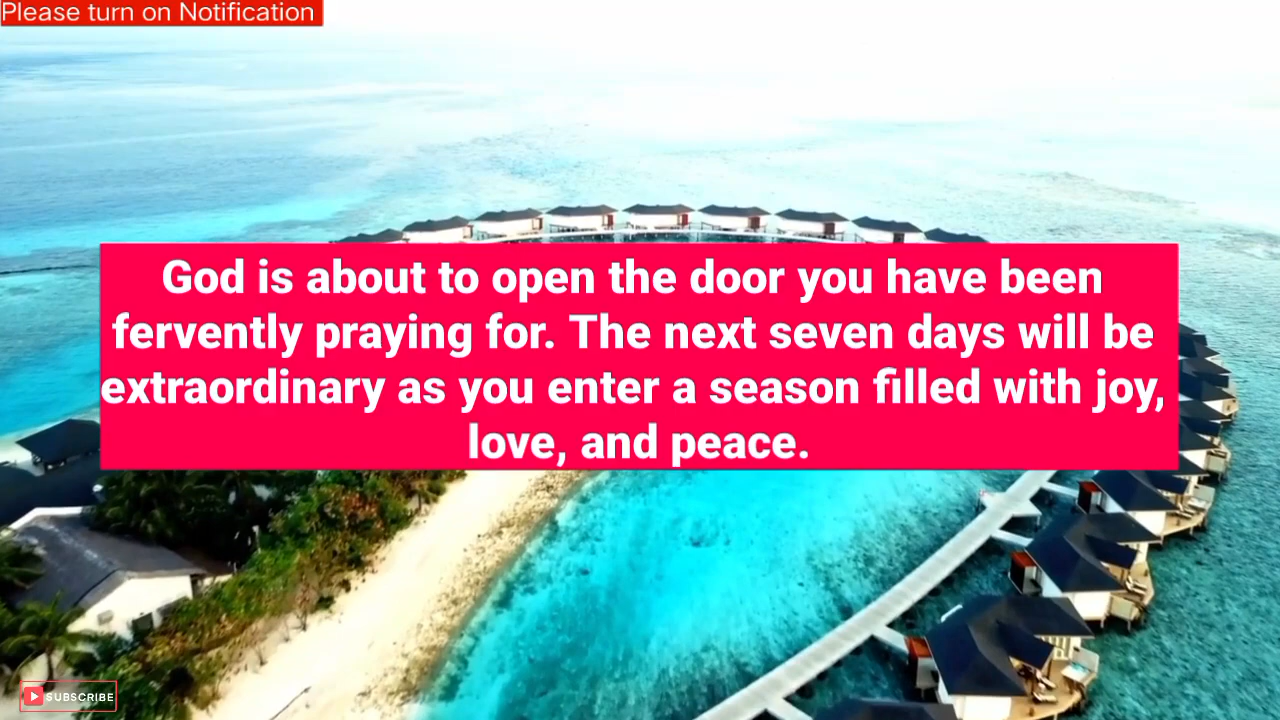 Please turn on Notification
God is about to open the door you have been
fervently praying for. The next seven days will be
extraordinary as you enter a season filled with joy,
love, and peace.
SUBSCRIBE